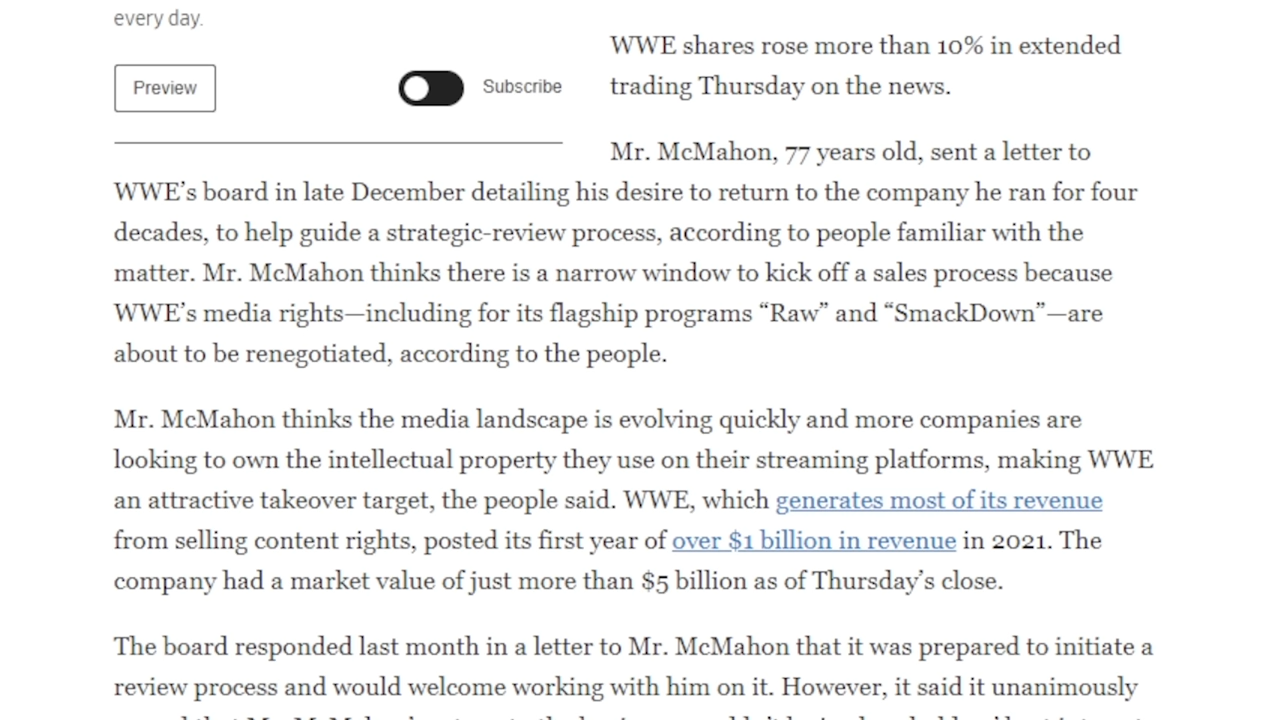 every day.
Preview
Subscribe
WWE shares rose more than 10% in extended
trading Thursday on the news.
Mr. McMahon, 77 years old, sent a letter to
WWE’s board in late December detailing his desire to return to the company he ran for four
decades, to help guide a strategic-review process, according to people familiar with the
matter. Mr. McMahon thinks there is a narrow window to kick off a sales process because
WWE’s media rights—including for its flagship programs “Raw” and “SmackDown”—are
about to be renegotiated, according to the people.
Mr. McMahon thinks the media landscape is evolving quickly and more companies are
looking to own the intellectual property they use on their streaming platforms, making WWE
an attractive takeover target, the people said. WWE, which generates most of its revenue
from selling content rights, posted its first year of over $1 billion in revenue in 2021. The
company had a market value of just more than $5 billion as of Thursday’s close.
The board responded last month in a letter to Mr. McMahon that it was prepared to initiate a
review process and would welcome working with him on it. However, it said it unanimously